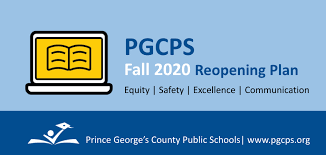 PGCPS
Fall 2020 Reopening Plan
Equity | Safety | Excellence | Communication
Prince George's County Public Schools| www.pgcps.org